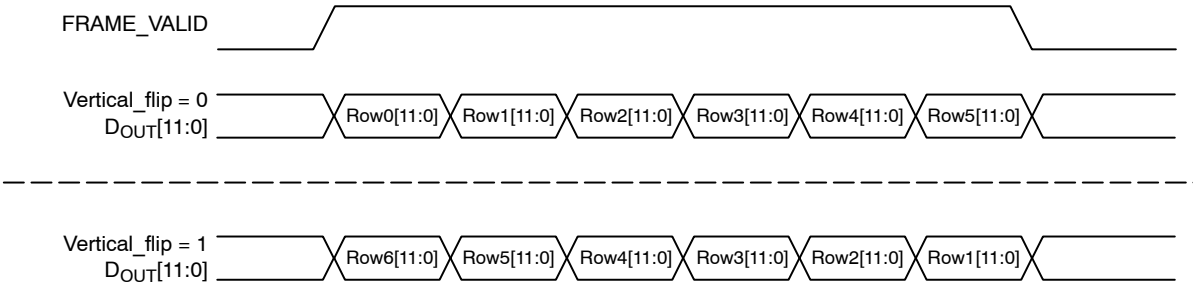 FRAME_VALID
Vertical_flip = 0
DOUT[11:0]
Row0[11:0] Row1[11:0] Row2[11:0] Row3[11:0] Row4[11:0] Row5[11:0]
Vertical_flip = 1
DOUT[11:0]
Row6[11:0] Row5[11:0] Row4[11:0] Row3[11:0] Row2[11:0] Row1[11:0]